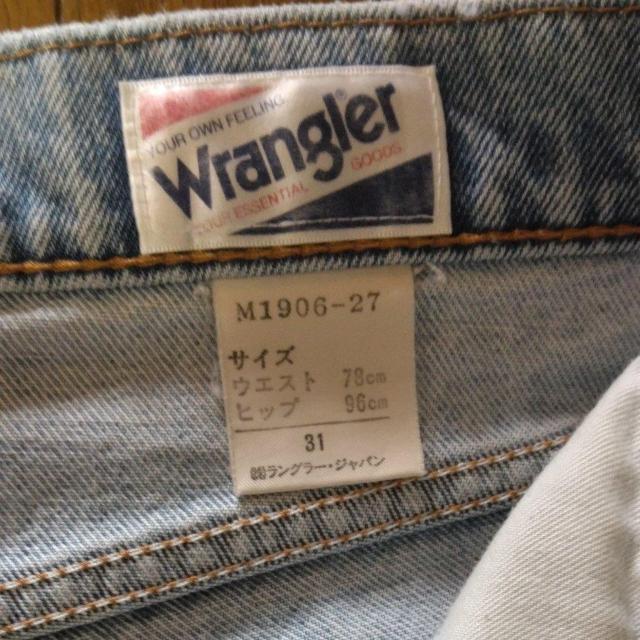 YOUR OWN FEELING
Wrangler®
GOODS
YOUR ESSENTIAL
M1906-27
サイズ
ウエスト 78cm
ヒップ 96cm
31
ラングラー・ジャパン